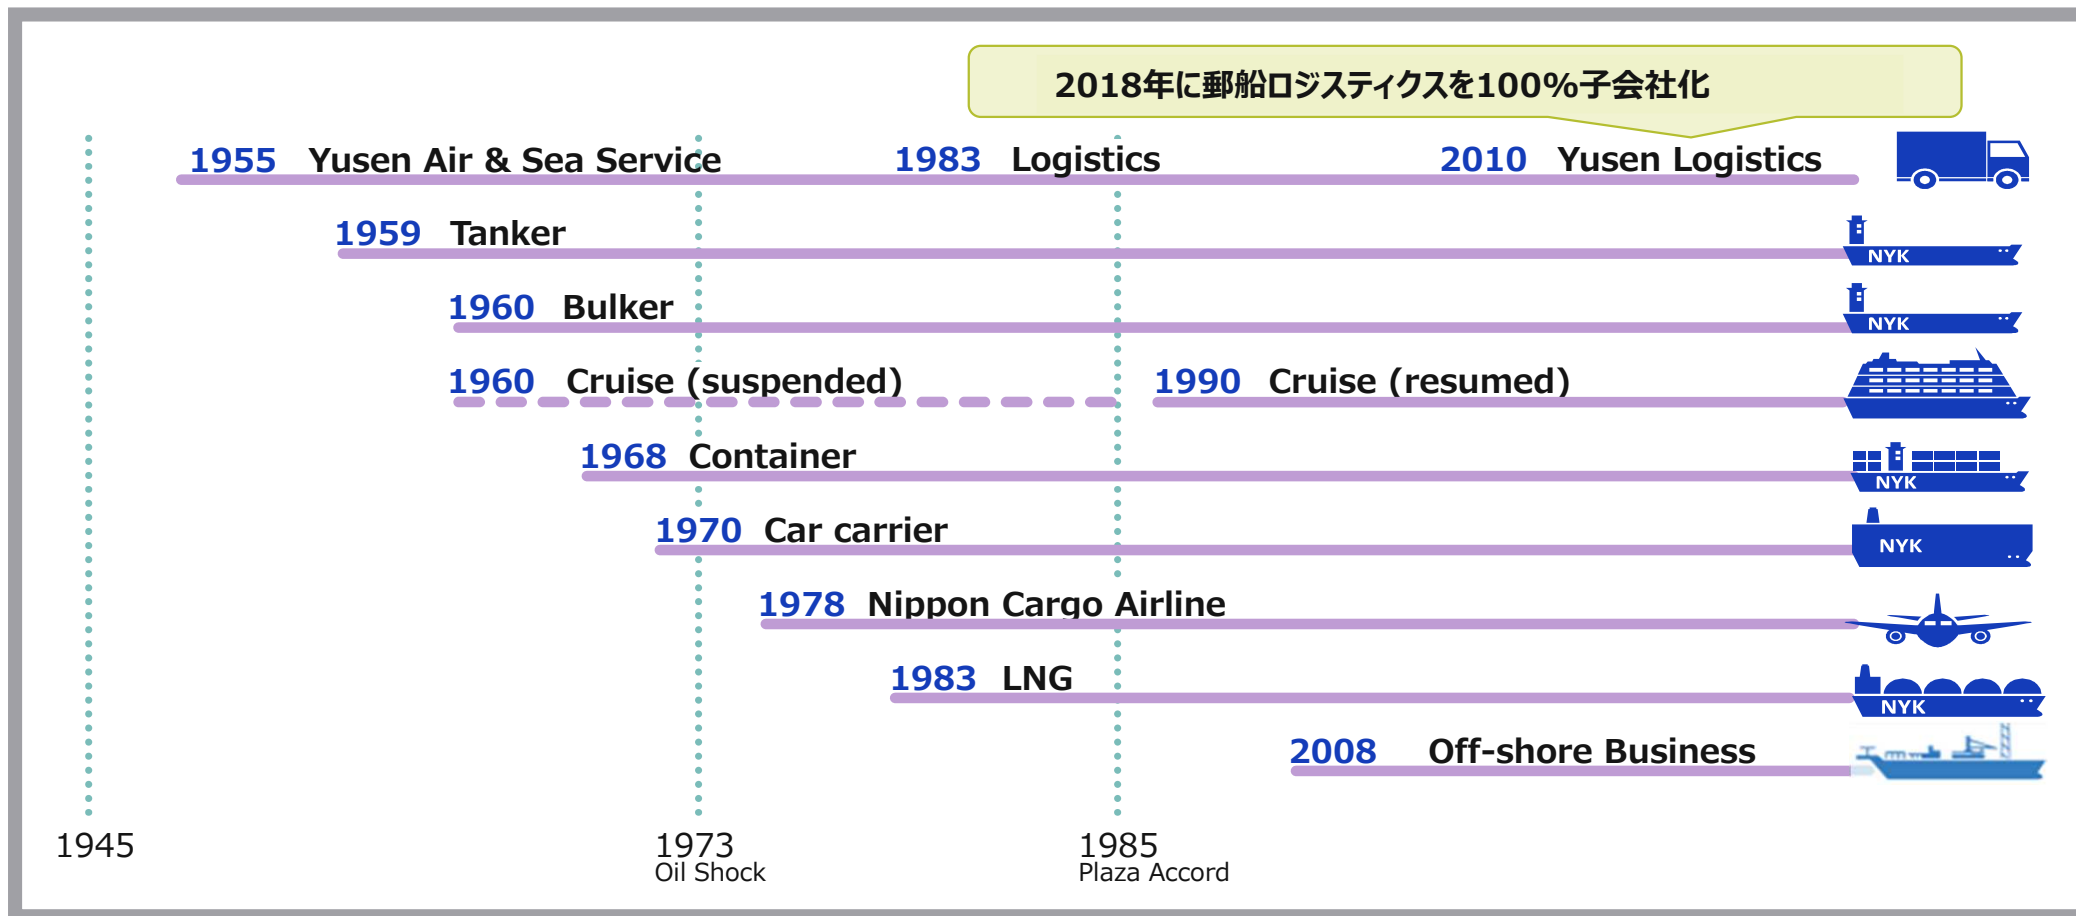 2018年に郵船ロジスティクスを100%子会社化
1955 Yusen Air & Sea Service 1983 Logistics 2010 Yusen Logistics
1959 Tanker
NYK
1960 Bulker
NYK
1960 Cruise (suspended) 1990 Cruise (resumed)
1968 Container
NYK
1970 Car carrier
NYK
1978 Nippon Cargo Airline
1983 LNG
NYK
2008 Off-shore Business
1945 1973 1985
Oil Shock Plaza Accord